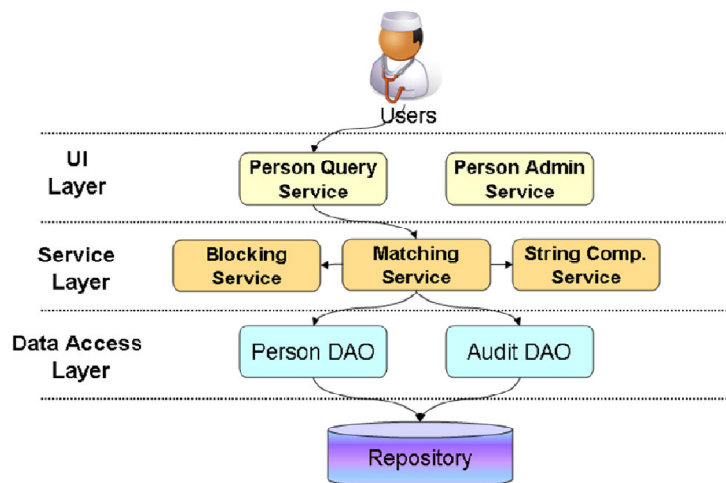 Users
UI
Layer
Person Query
Service
Person Admin
Service
Service
Layer
Blocking
Service
Matching
Service
String Comp.
Service
Data Access
Layer
Person DAO
Audit DAO
Repository